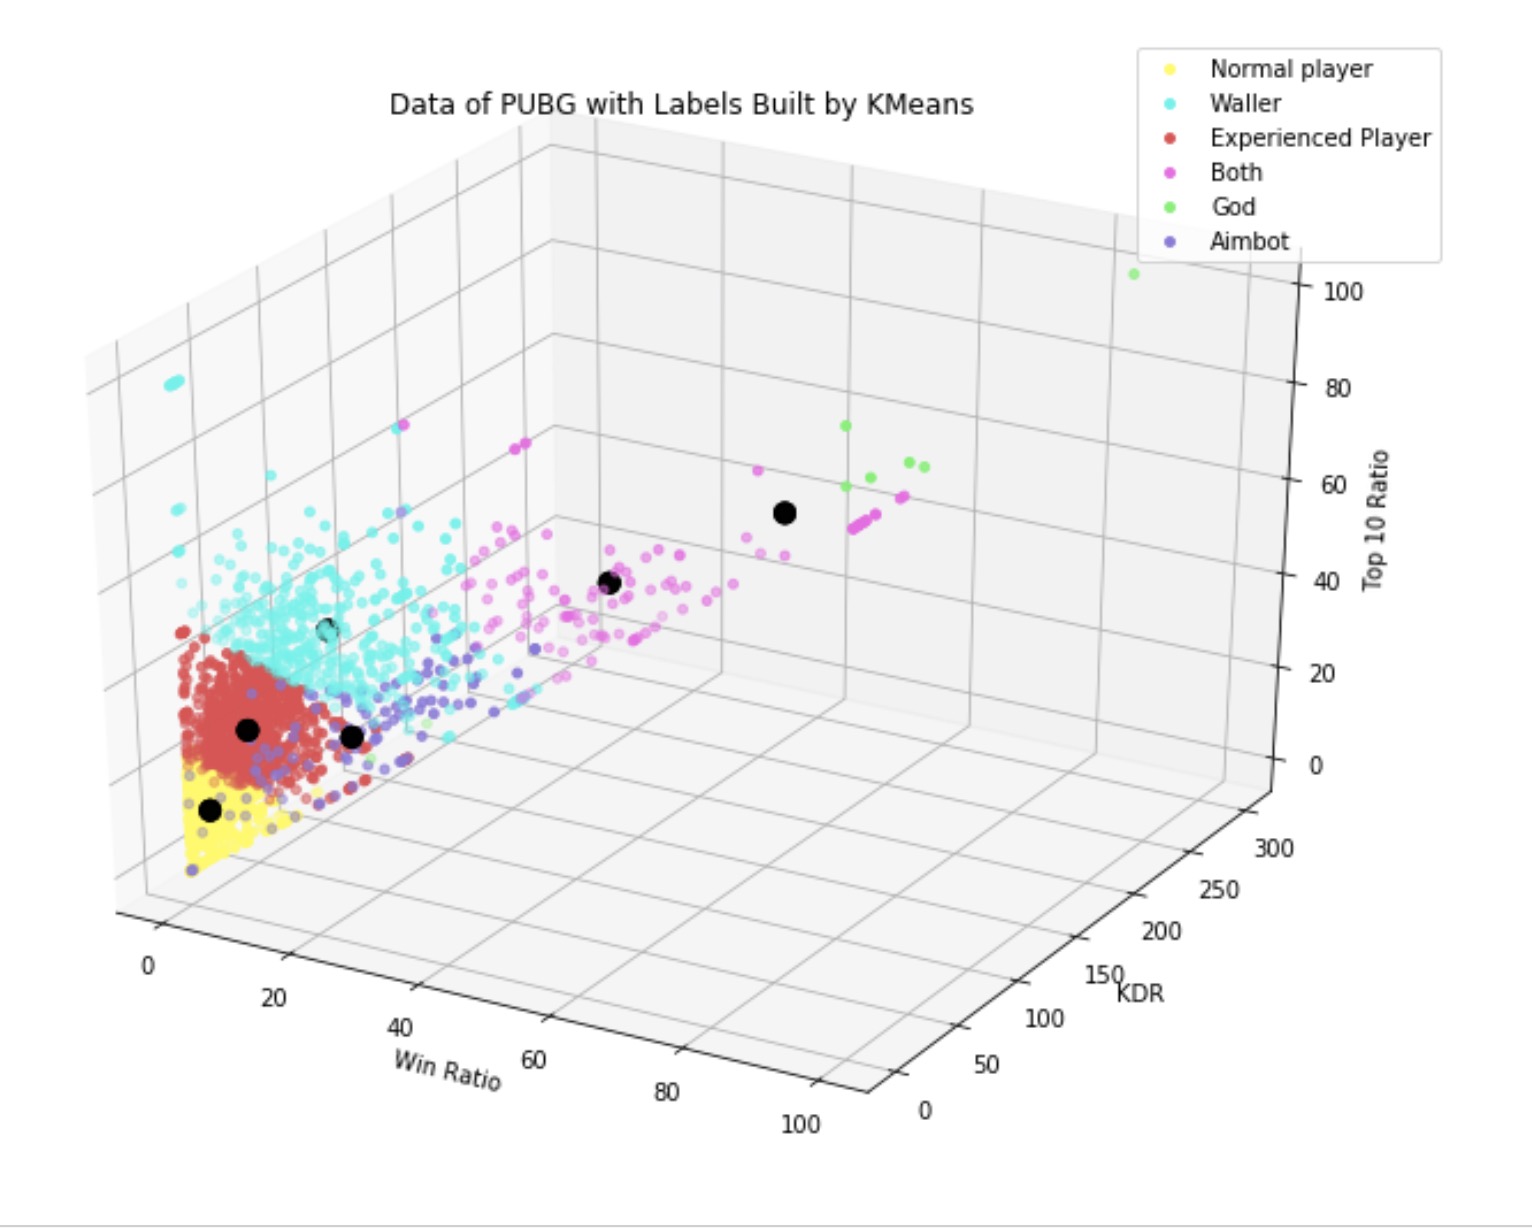 Data of PUBG with Labels Built by KMeans
Normal player
Waller
Experienced Player
Both
God
Aimbot
100
80
60
40
20
0
Top 10 Ratio
300
250
200
150
100
50
0
KDR
0
20
40
60
80
100
Win Ratio